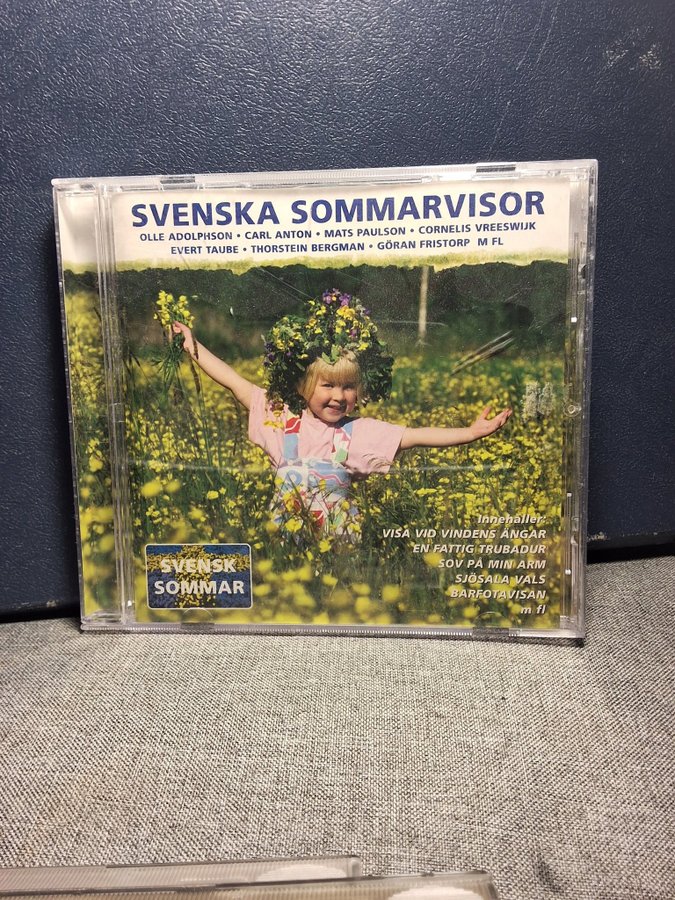 SVENSKA SOMMARVISOR
OLLE ADOLPHSON • CARL ANTON • MATS PAULSON • CORNELIS VREESWIJK
EVERT TAUBE • THORSTEIN BERGMAN • GÖRAN FRISTORP M FL
Innehåller:
VISA VID VINDENS ÄNGAR
EN FATTIG TRUBADUR
SOV PÅ MIN ARM
SJÖSALA VALS
BARFOTAVISAN
m fl
SVENSK
SOMMAR